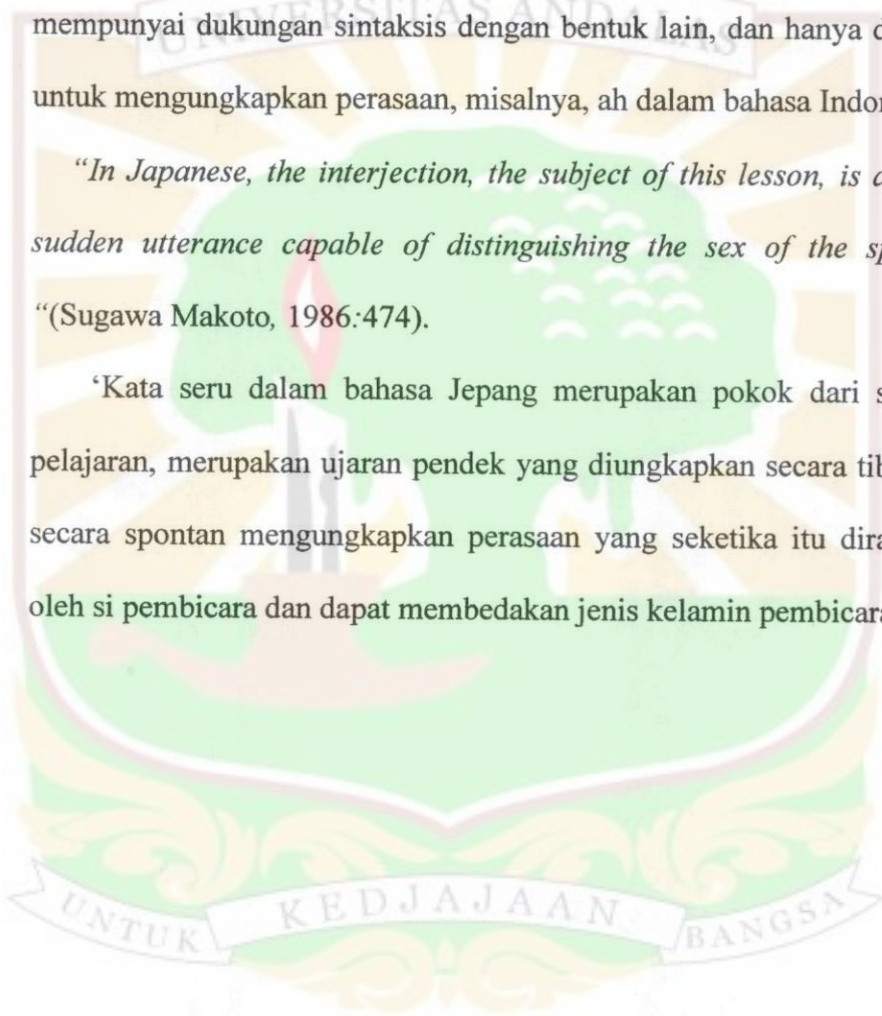 UNIVERSITAS ANDALAS
mempunyai dukungan sintaksis dengan bentuk lain, dan hanya
untuk mengungkapkan perasaan, misalnya, ah dalam bahasa
“In Japanese, the interjection, the subject of this lesson, is
sudden utterance capable of distinguishing the sex of the
“(Sugawa Makoto, 1986:474).
‘Kata seru dalam bahasa Jepang merupakan pokok dari
pelajaran, merupakan ujaran pendek yang diungkapkan secara
secara spontan mengungkapkan perasaan yang seketika itu
oleh si pembicara dan dapat membedakan jenis kelamin
UNTUK KEDJAJAAN BANGSA